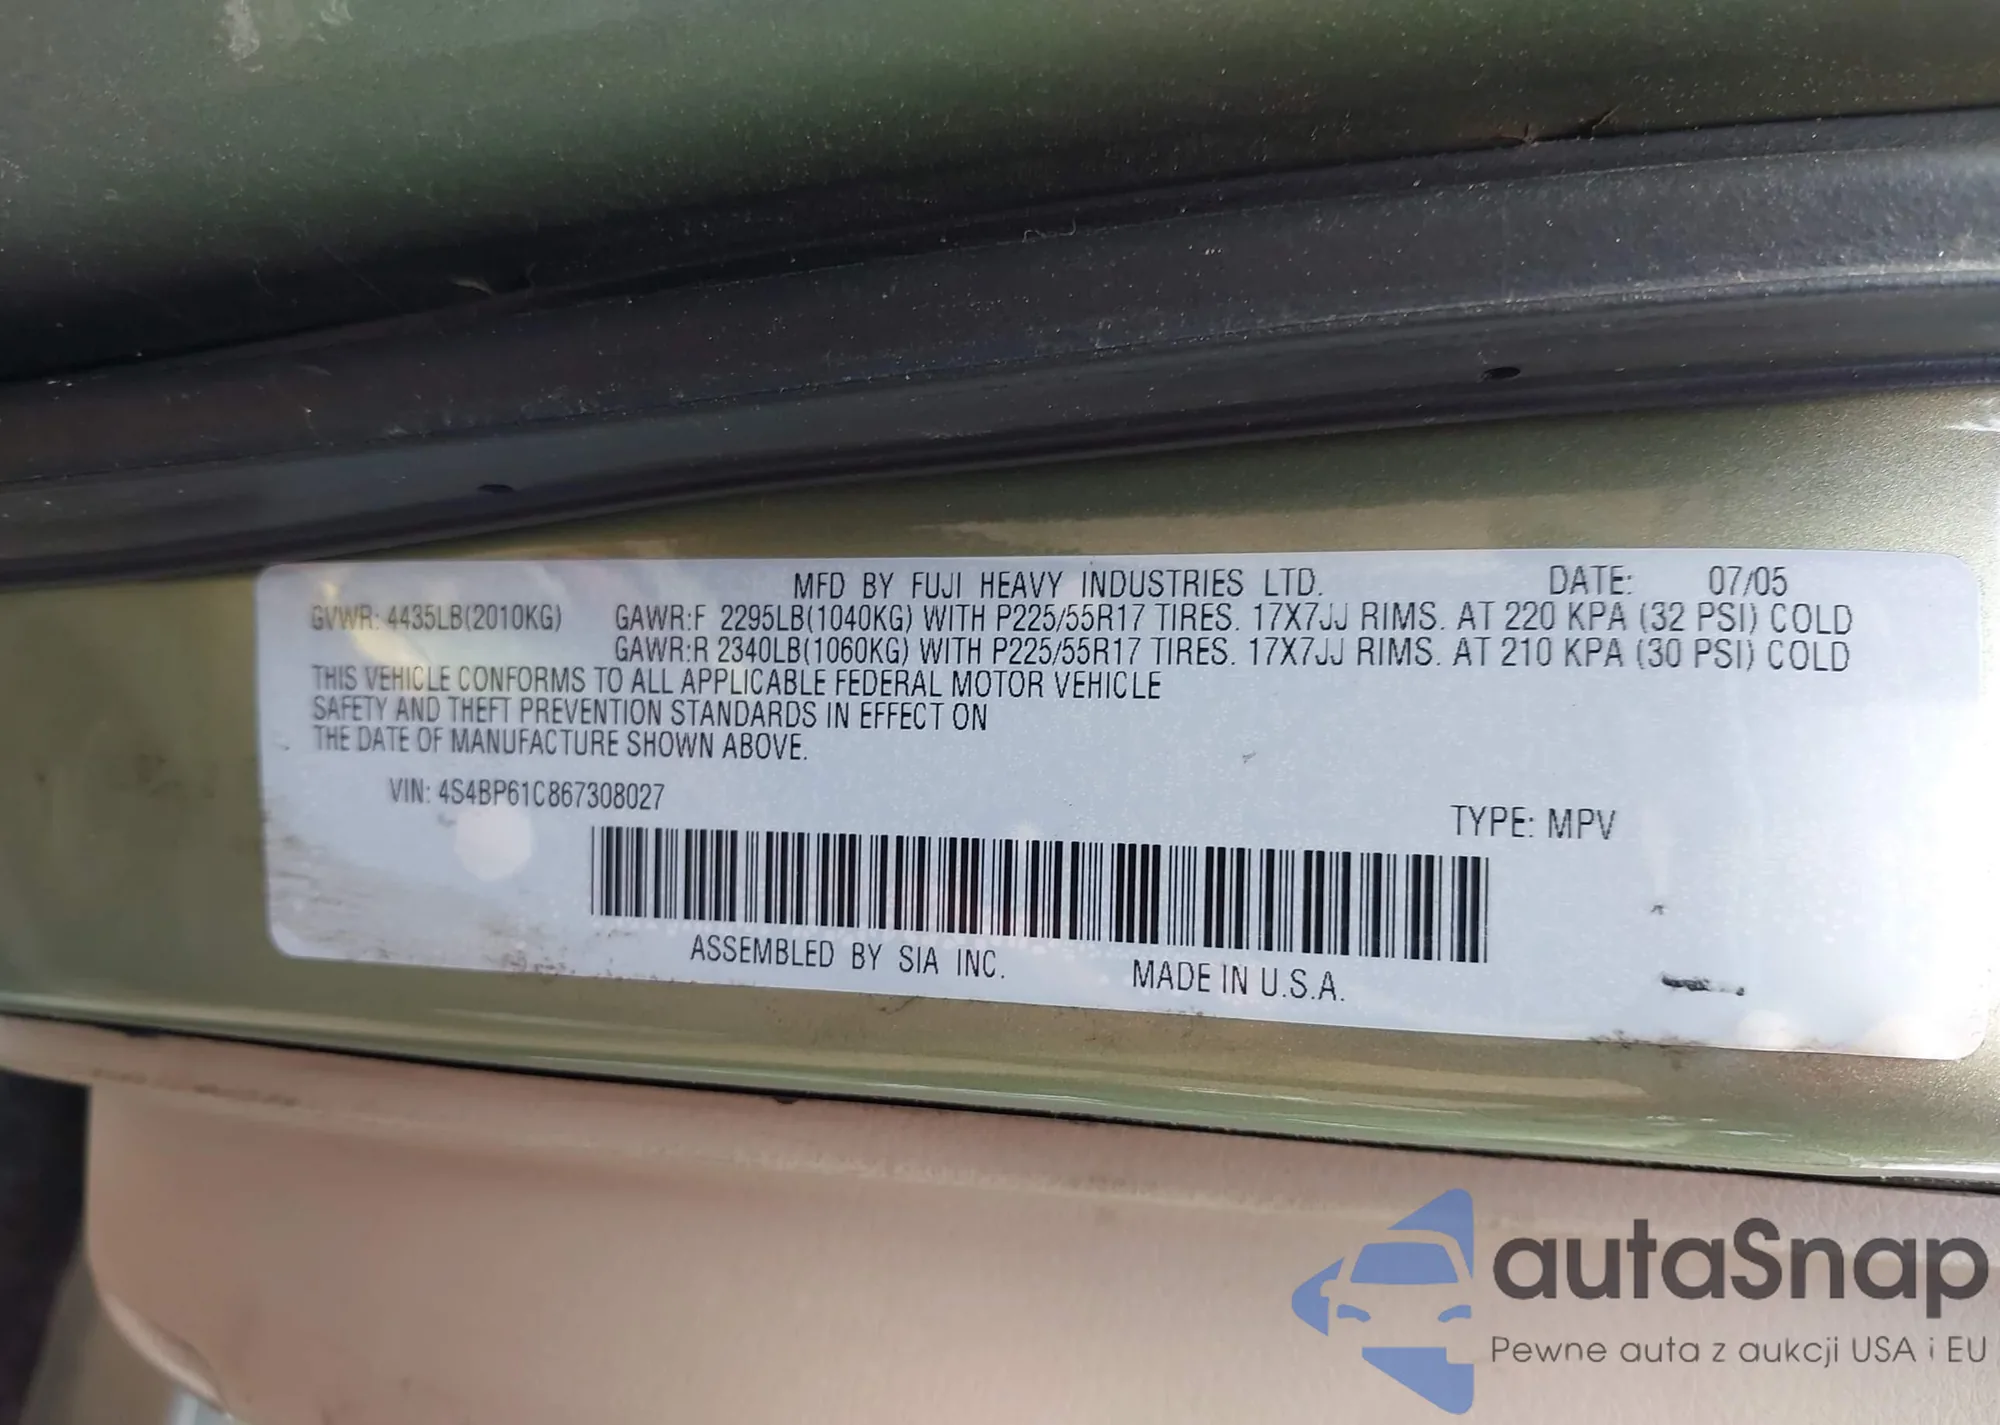 MFD BY FUJI HEAVY INDUSTRIES LTD. DATE: 07/05
GVWR: 4435LB(2010KG) GAWR:F 2295LB(1040KG) WITH P225/55R17 TIRES. 17X7JJ RIMS. AT 220 KPA (32 PSI) COLD
GAWR:R 2340LB(1060KG) WITH P225/55R17 TIRES. 17X7JJ RIMS. AT 210 KPA (30 PSI) COLD
THIS VEHICLE CONFORMS TO ALL APPLICABLE FEDERAL MOTOR VEHICLE
SAFETY AND THEFT PREVENTION STANDARDS IN EFFECT ON
THE DATE OF MANUFACTURE SHOWN ABOVE.
VIN: 4S4BP61C867308027
TYPE: MPV
ASSEMBLED BY SIA INC. MADE IN U.S.A.
autaSnap
Pewne auta z aukcji USA i EU